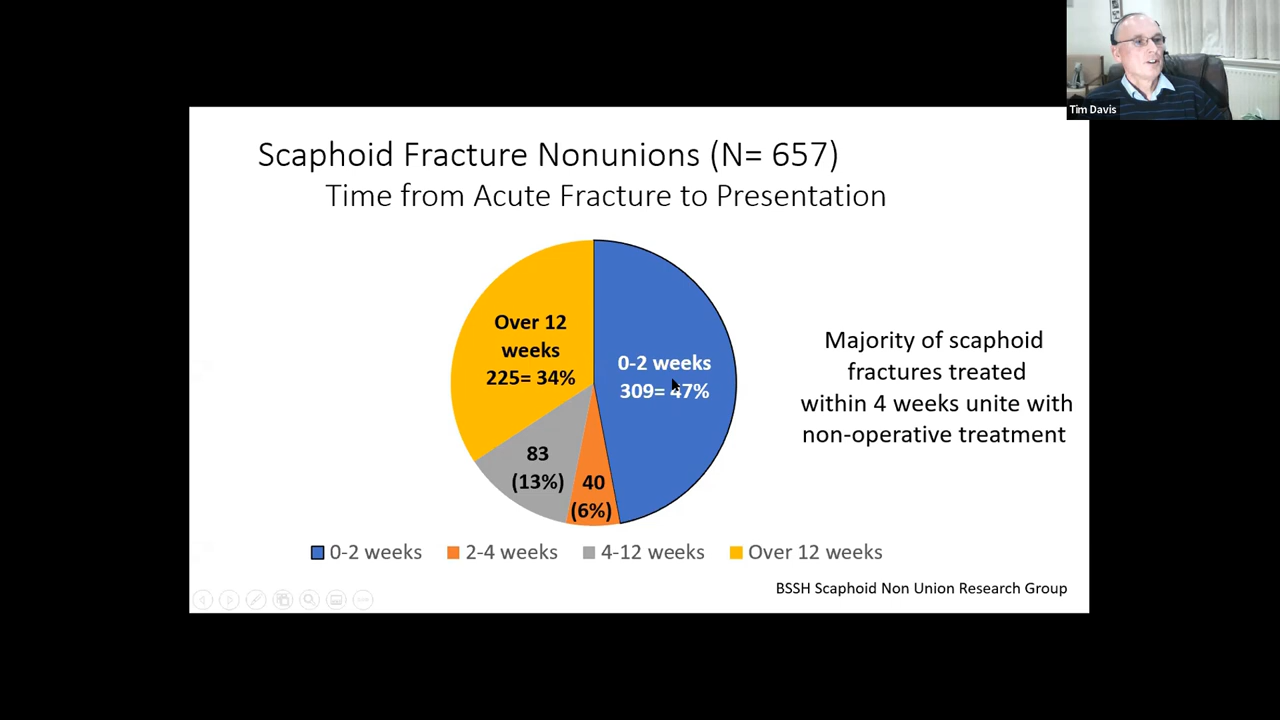 Tim Davis
Scaphoid Fracture Nonunions (N= 657)
Time from Acute Fracture to Presentation
Over 12
weeks
225= 34%
0-2 weeks
309= 47%
83
(13%)
40
(6%)
Majority of scaphoid
fractures treated
within 4 weeks unite with
non-operative treatment
0-2 weeks
2-4 weeks
4-12 weeks
Over 12 weeks
BSSH Scaphoid Non Union Research Group